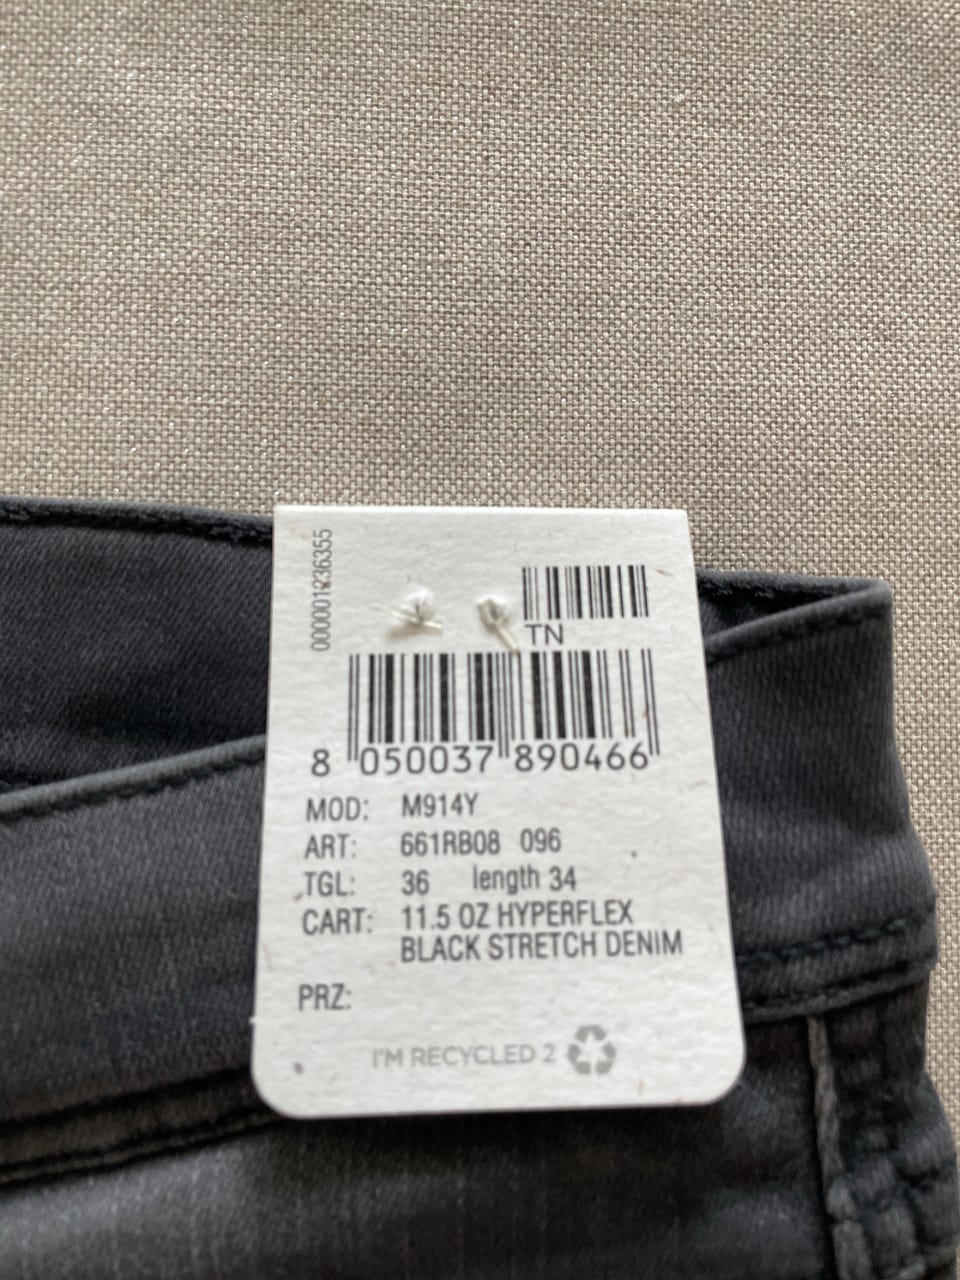 000001236355
TN
8 050037 890466
MOD: M914Y
ART: 661RB08 096
TGL: 36 length 34
CART: 11.5 OZ HYPERFLEX
BLACK STRETCH DENIM
PRZ:
I'M RECYCLED 2